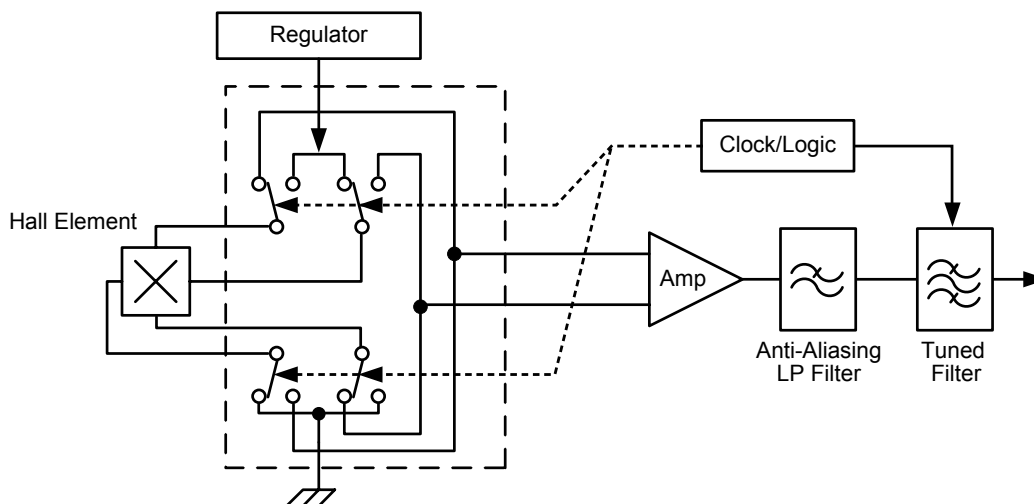 Regulator
Clock/Logic
Hall Element
Amp
Anti-Aliasing
LP Filter
Tuned
Filter